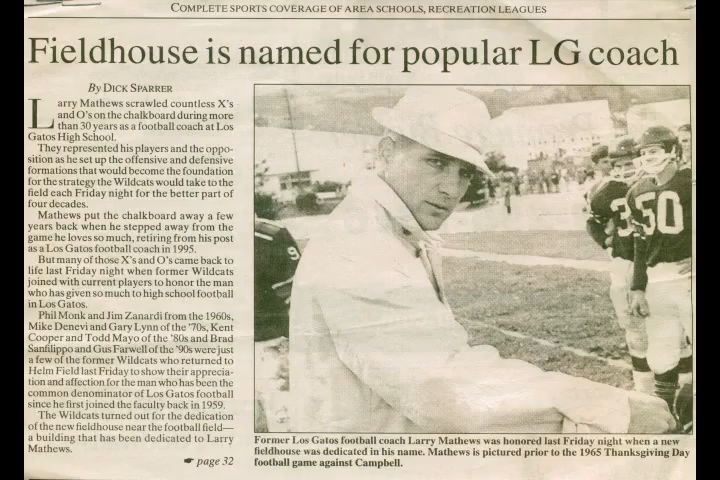 COMPLETE SPORTS COVERAGE OF AREA SCHOOLS, RECREATION LEAGUES
Fieldhouse is named for popular LG coach
By DICK SPARRER
Larry Mathews scrawled countless X's
and O's on the chalkboard during more
than 30 years as a football coach at Los
Gatos High School.
They represented his players and the oppo-
sition as he set up the offensive and defensive
formations that would become the foundation
for the strategy the Wildcats would take to the
field each Friday night for the better part of
four decades.
Mathews put the chalkboard away a few
years back when he stepped away from the
game he loves so much, retiring from his post
as a Los Gatos football coach in 1995.
But many of those X's and O's came back to
life last Friday night when former Wildcats
joined with current players to honor the man
who has given so much to high school football
in Los Gatos.
Phil Monk and Jim Zanardi from the 1960s,
Mike Denevi and Gary Lynn of the '70s, Kent
Cooper and Todd Mayo of the '80s and Brad
Sanfilippo and Gus Farwell of the '90s were just
a few of the former Wildcats who returned to
Helm Field last Friday to show their apprecia-
tion and affection for the man who has been the
common denominator of Los Gatos football
since he first joined the faculty back in 1959.
The Wildcats turned out for the dedication
of the new fieldhouse near the football field—
a building that has been dedicated to Larry
Mathews.
☛ page 32
9
3
50
Former Los Gatos football coach Larry Mathews was honored last Friday night when a new
fieldhouse was dedicated in his name. Mathews is pictured prior to the 1965 Thanksgiving Day
football game against Campbell.